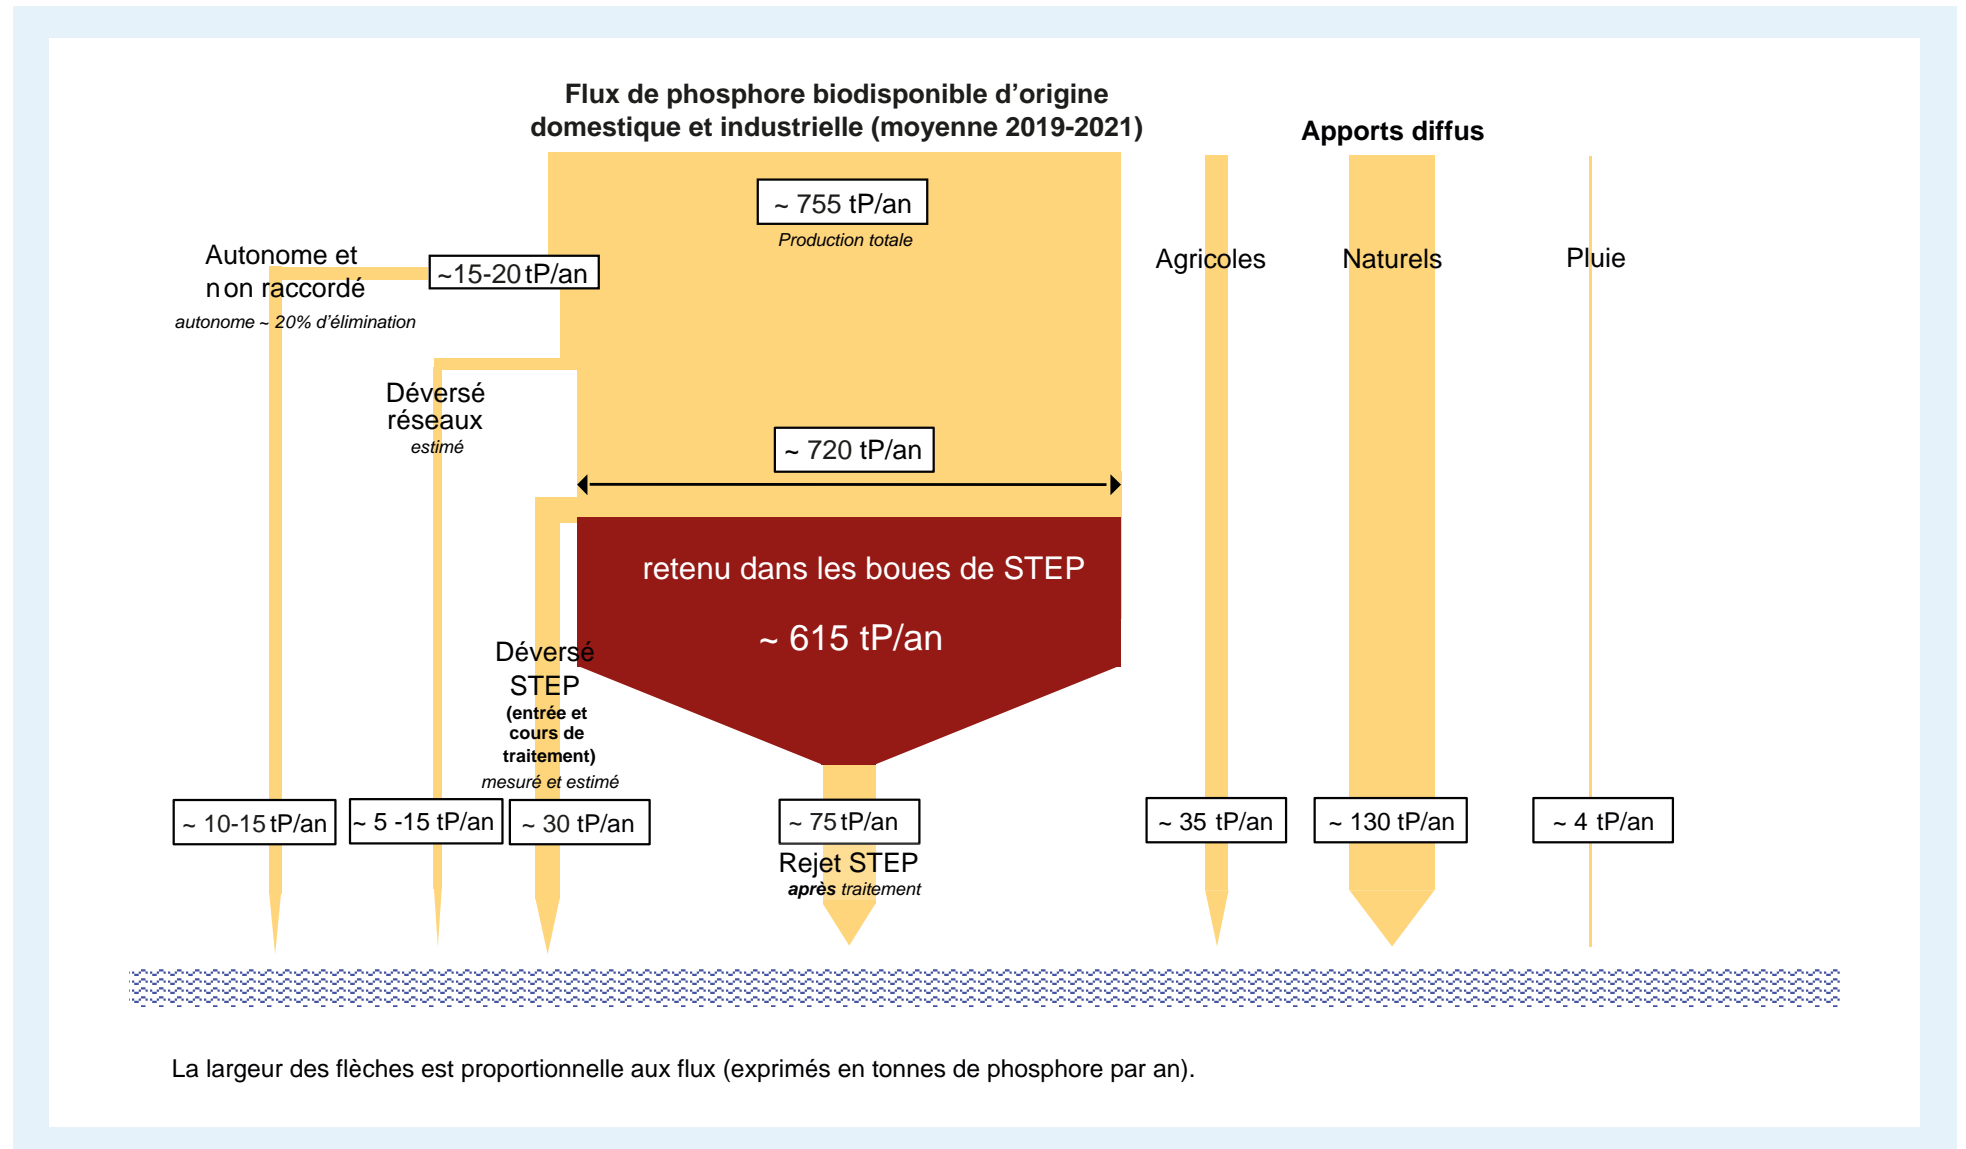 Flux de phosphore biodisponible d’origine
domestique et industrielle (moyenne 2019-2021)
Apports diffus
~ 755 tP/an
Production totale
Autonome et
non raccordé
autonome ~ 20% d’élimination
~15-20 tP/an
Agricoles
Naturels
Pluie
Déversé
réseaux
estimé
~ 720 tP/an
retenu dans les boues de STEP
~ 615 tP/an
Déversé
STEP
(entrée et
cours de
traitement)
mesuré et estimé
~ 10-15 tP/an
~ 5 -15 tP/an
~ 30 tP/an
~ 75 tP/an
Rejet STEP
après traitement
~ 35 tP/an
~ 130 tP/an
~ 4 tP/an
La largeur des flèches est proportionnelle aux flux (exprimés en tonnes de phosphore par an).